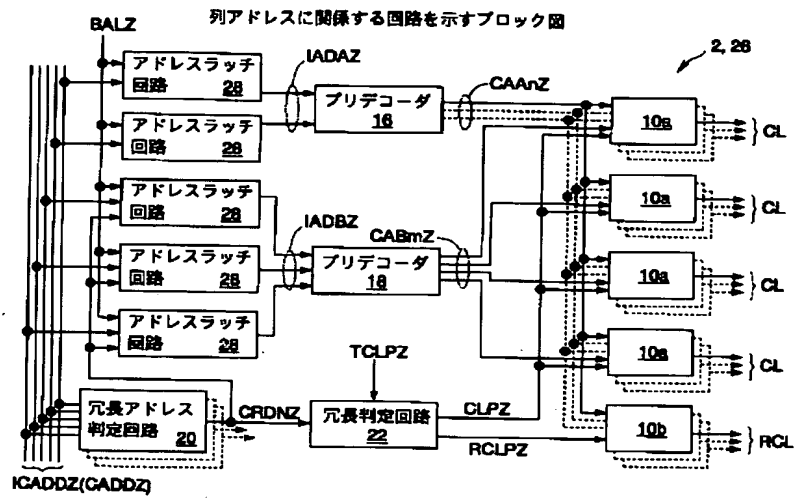 列アドレスに関係する回路を示すブロック図
BALZ
2, 26
アドレスラッチ
回路 28
IADAZ
プリデコーダ
16
CAAnZ
10a
CL
アドレスラッチ
回路 28
アドレスラッチ
回路 28
IADBZ
プリデコーダ
18
CABmZ
10a
CL
アドレスラッチ
回路 28
10a
CL
アドレスラッチ
回路 28
TCLPZ
10a
CL
冗長アドレス
判定回路 20
CRDNZ
冗長判定回路
22
CLPZ
RCLPZ
10b
RCL
ICADDZ(CADDZ)